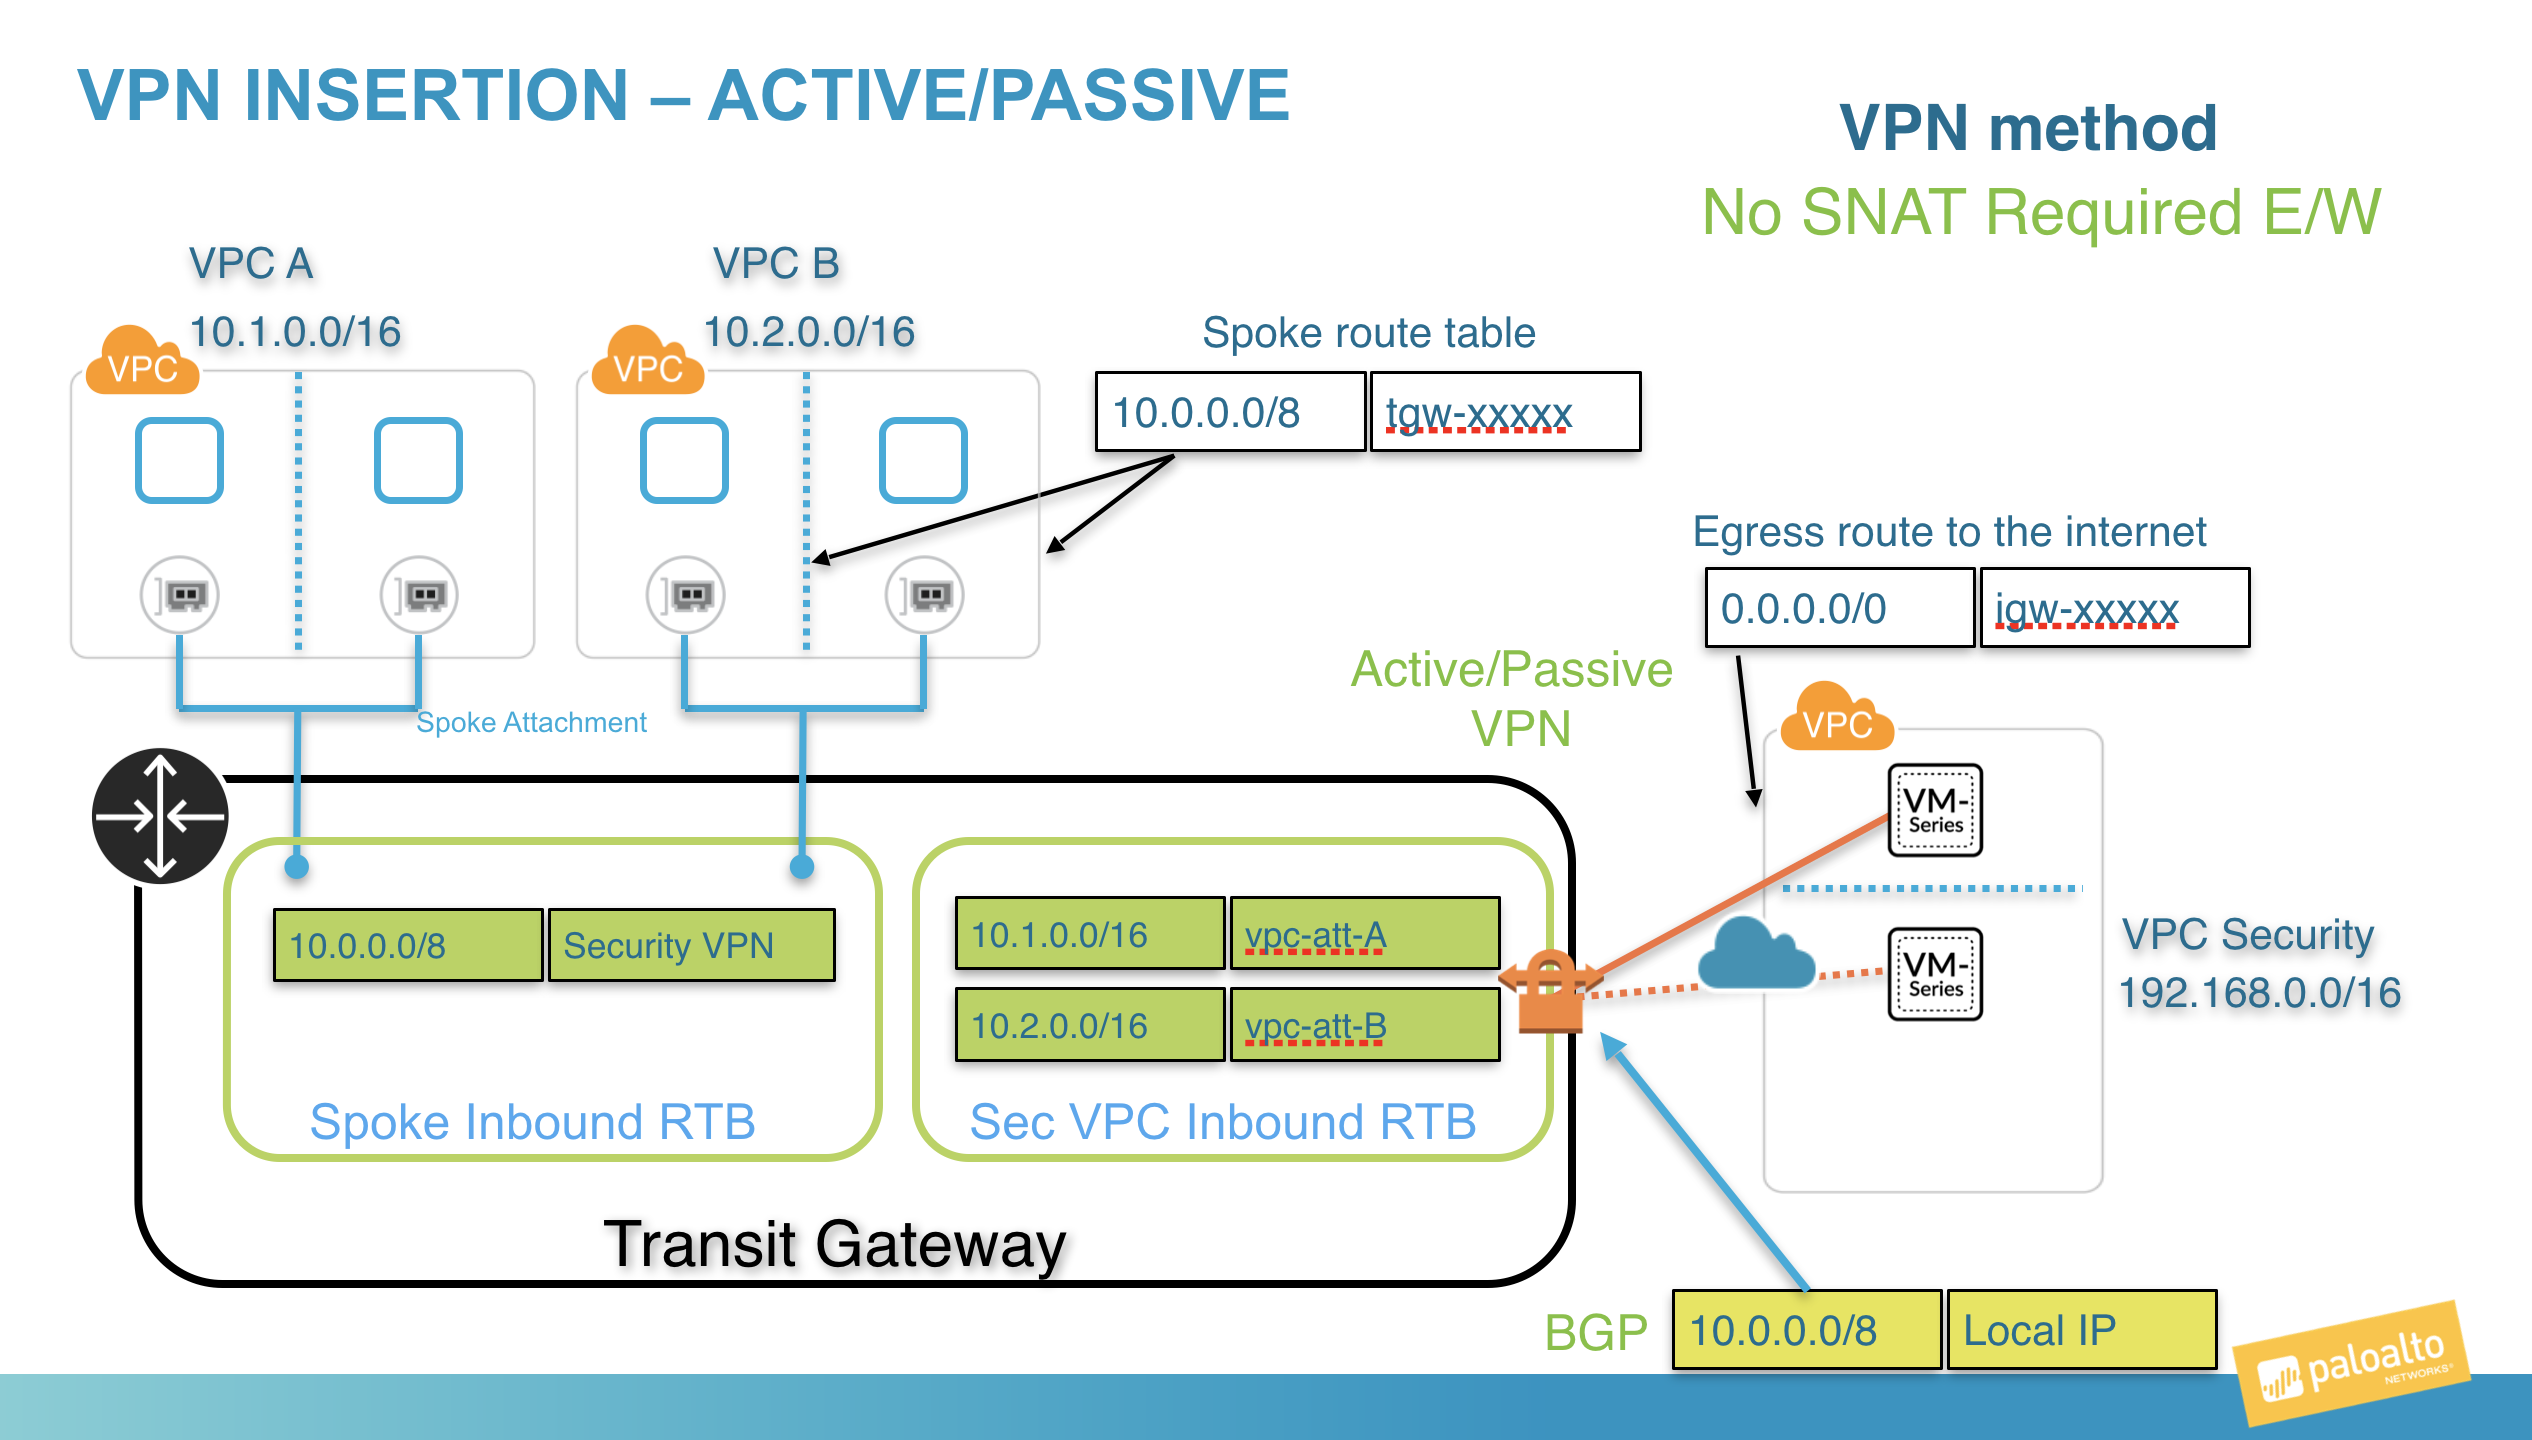 VPN INSERTION – ACTIVE/PASSIVE
VPN method
No SNAT Required E/W
VPC A
10.1.0.0/16
VPC
VPC B
10.2.0.0/16
VPC
Spoke route table
10.0.0.0/8 tgw-xxxxx
Egress route to the internet
0.0.0.0/0 igw-xxxxx
Active/Passive
VPN
Spoke Attachment
VPC
VM-
Series
VM-
Series
VPC Security
192.168.0.0/16
10.0.0.0/8 Security VPN
Spoke Inbound RTB
10.1.0.0/16 vpc-att-A
10.2.0.0/16 vpc-att-B
Sec VPC Inbound RTB
Transit Gateway
BGP 10.0.0.0/8 Local IP
paloalto
NETWORKS®